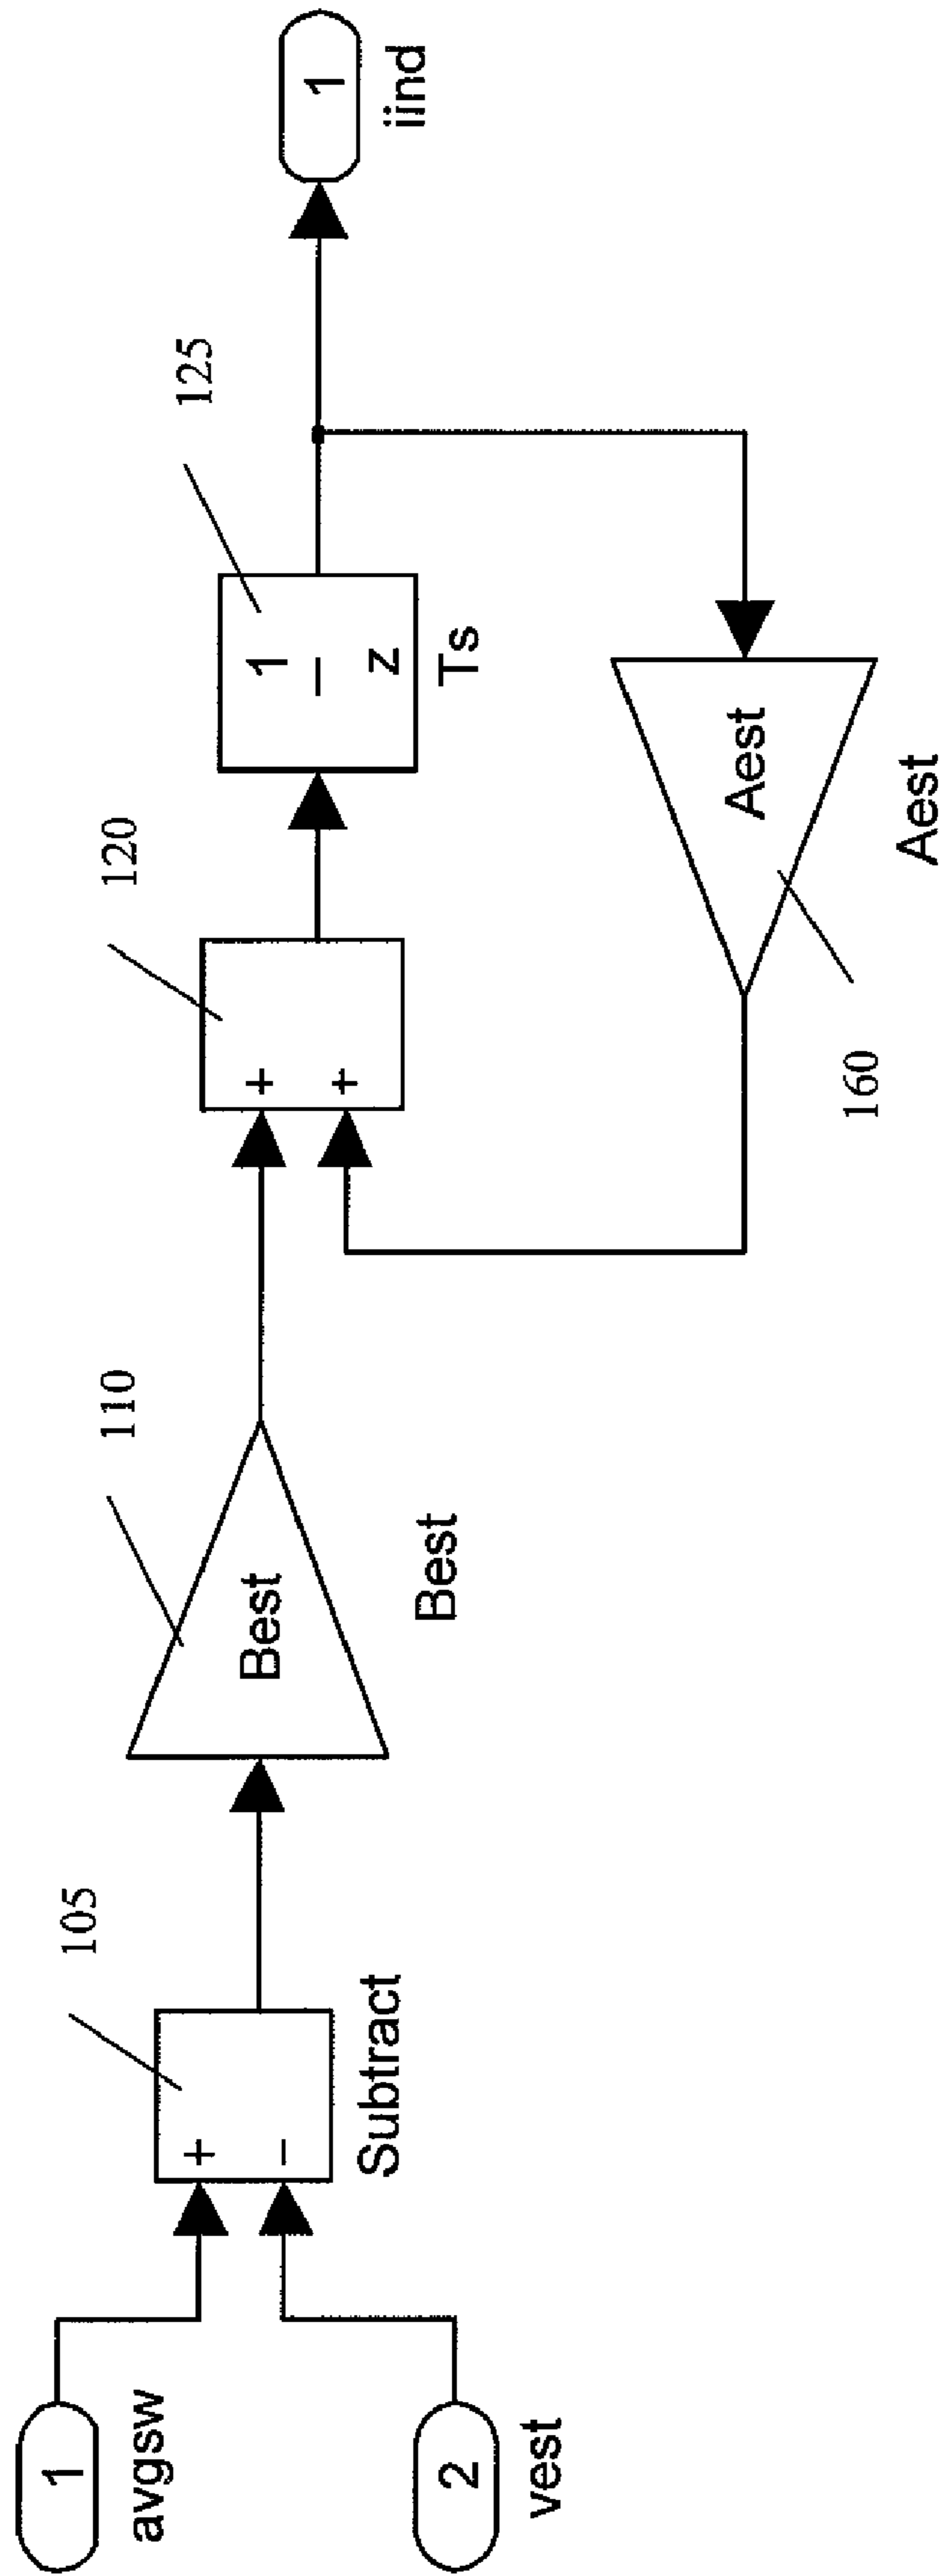 1
avgsw
2
vest
+
−
105
Subtract
110
Best
Best
120
+
+
125
1
−
z
Ts
160
Aest
Aest
1
iind